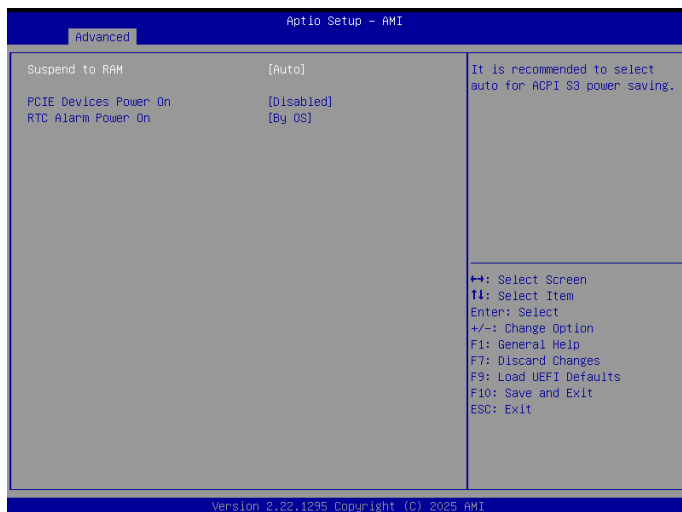 Aptio Setup – AMI
Advanced
Suspend to RAM [Auto]
PCIE Devices Power On [Disabled]
RTC Alarm Power On [By OS]
It is recommended to select
auto for ACPI S3 power saving.
↔: Select Screen
↑↓: Select Item
Enter: Select
+/-: Change Option
F1: General Help
F7: Discard Changes
F9: Load UEFI Defaults
F10: Save and Exit
ESC: Exit
Version 2.22.1295 Copyright (C) 2025 AMI